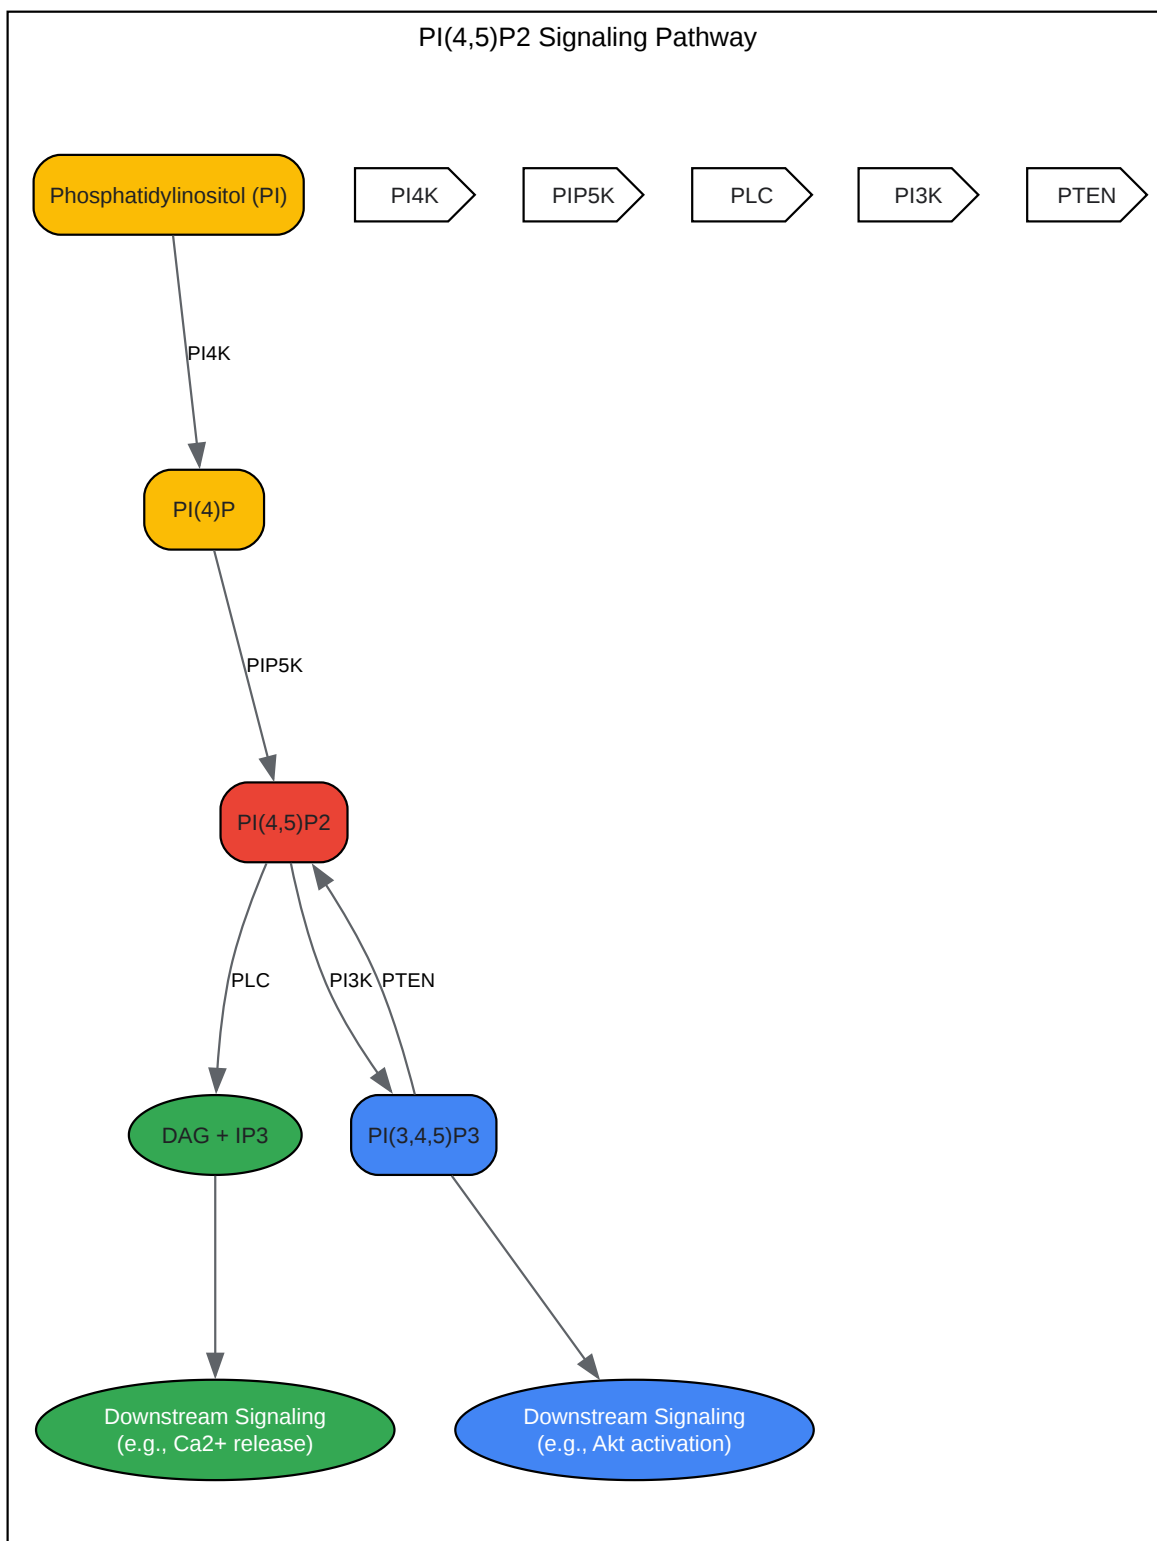 PI(4,5)P2 Signaling Pathway
Phosphatidylinositol (PI)
PI4K
PIP5K
PLC
PI3K
PTEN
PI4K
PI(4)P
PIP5K
PI(4,5)P2
PLC
PI3K
PTEN
DAG + IP3
PI(3,4,5)P3
Downstream Signaling
(e.g., Ca2+ release)
Downstream Signaling
(e.g., Akt activation)